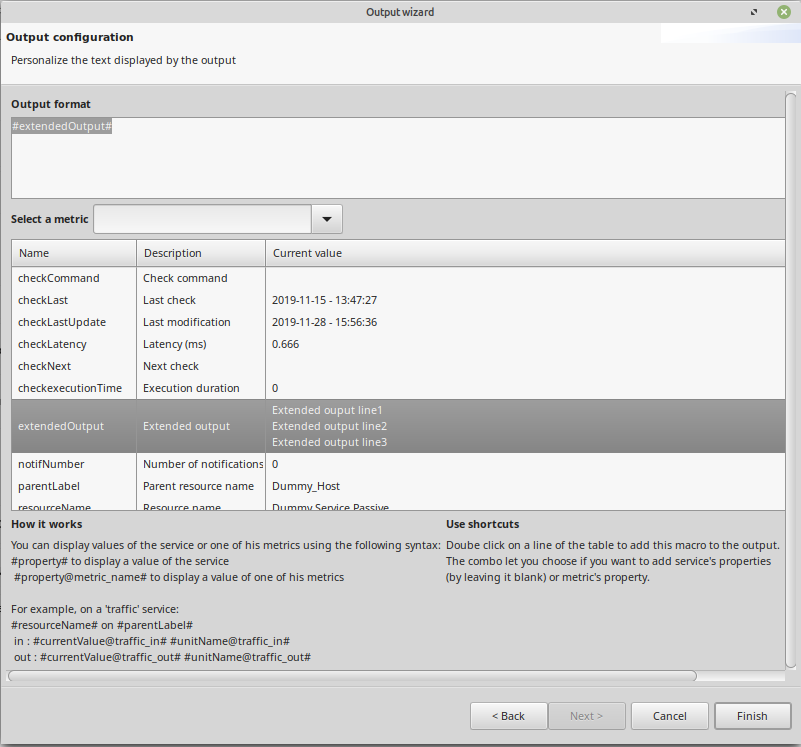 Output wizard
Output configuration
Personalize the text displayed by the output
Output format
#extendedOutput#
Select a metric
Name Description Current value
checkCommand Check command
checkLast Last check 2019-11-15 - 13:47:27
checkLastUpdate Last modification 2019-11-28 - 15:56:36
checkLatency Latency (ms) 0.666
checkNext Next check
checkexecutionTime Execution duration 0
Extended ouput line1
extendedOutput Extended output Extended output line2
Extended output line3
notifNumber Number of notifications 0
parentLabel Parent resource name Dummy_Host
resourceName Resource name Dummy Service Passive
How it works
You can display values of the service or one of his metrics using the following syntax:
#property# to display a value of the service
#property@metric_name# to display a value of one of his metrics
For example, on a 'traffic' service:
#resourceName# on #parentLabel#
in : #currentValue@traffic_in# #unitName@traffic_in#
out : #currentValue@traffic_out# #unitName@traffic_out#
Use shortcuts
Doube click on a line of the table to add this macro to the output.
The combo let you choose if you want to add service's properties
(by leaving it blank) or metric's property.
< Back Next > Cancel Finish